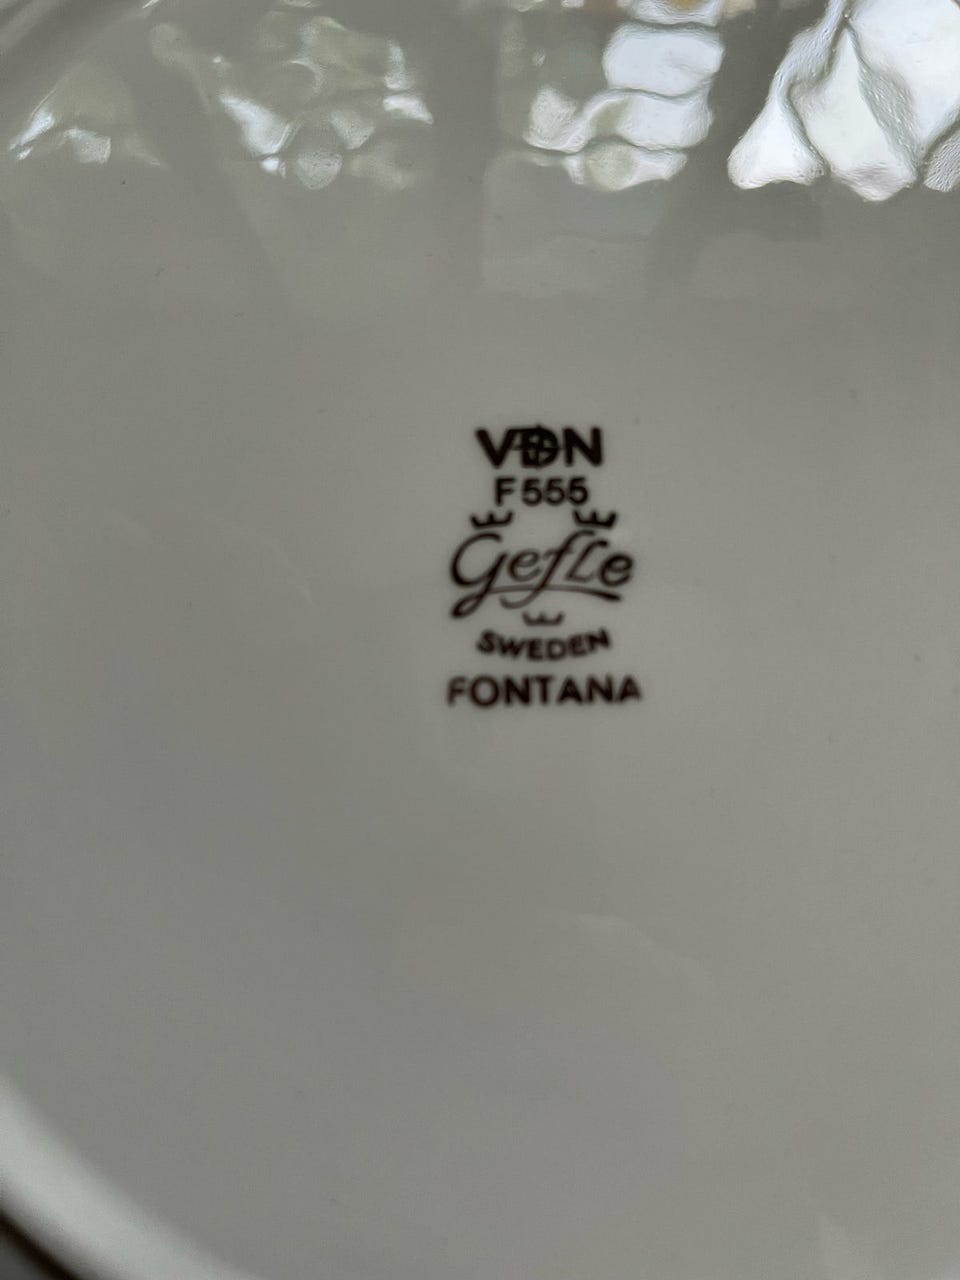 VDN
F555
Gefle
SWEDEN
FONTANA